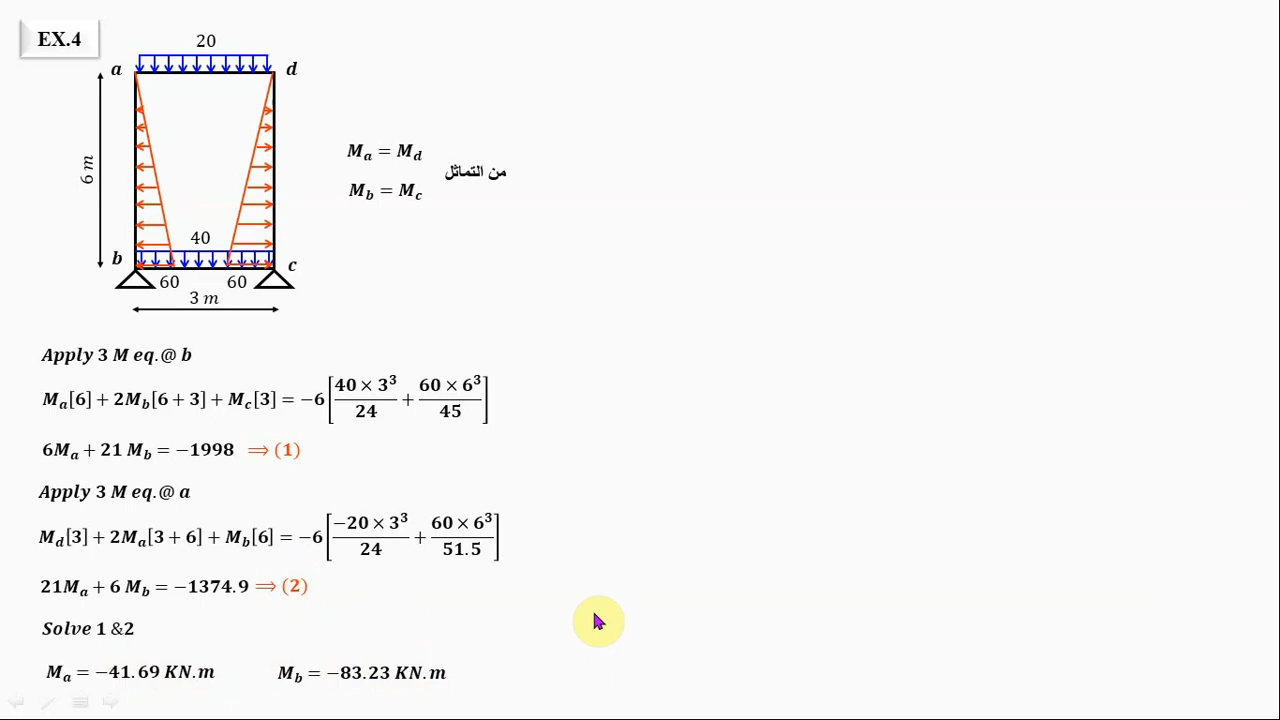 EX.4
20
a
d
6 m
40
b
c
60
60
3 m
M_a = M_d
من التماثل
M_b = M_c
Apply 3 M eq.@ b
M_a[6] + 2M_b[6 + 3] + M_c[3] = −6[(40 × 3³)/24 + (60 × 6³)/45]
6M_a + 21 M_b = −1998 ⟹ (1)
Apply 3 M eq.@ a
M_d[3] + 2M_a[3 + 6] + M_b[6] = −6[(−20 × 3³)/24 + (60 × 6³)/51.5]
21M_a + 6 M_b = −1374.9 ⟹ (2)
Solve 1 &2
M_a = −41.69 KN.m
M_b = −83.23 KN.m